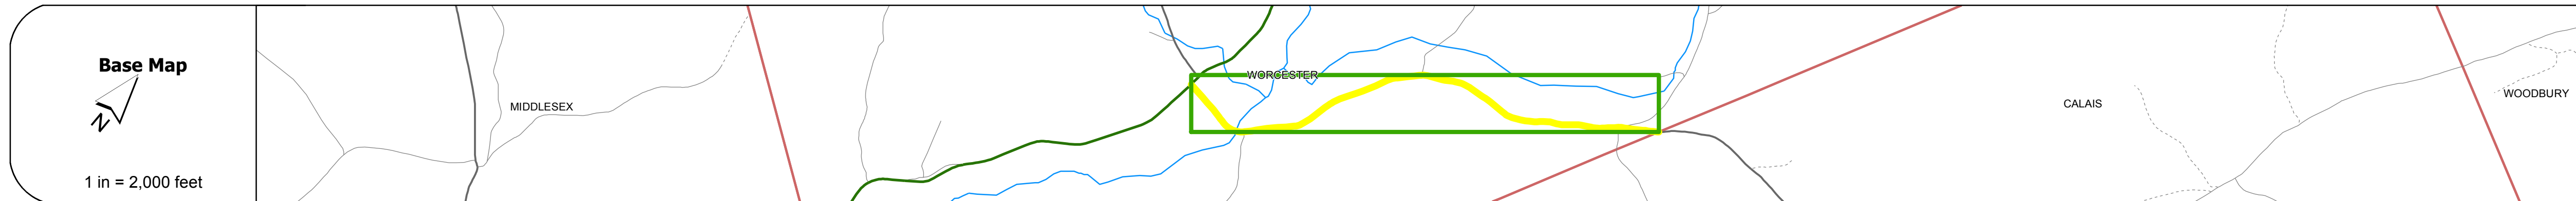 Base Map
N
1 in = 2,000 feet
MIDDLESEX
WORCESTER
CALAIS
WOODBURY